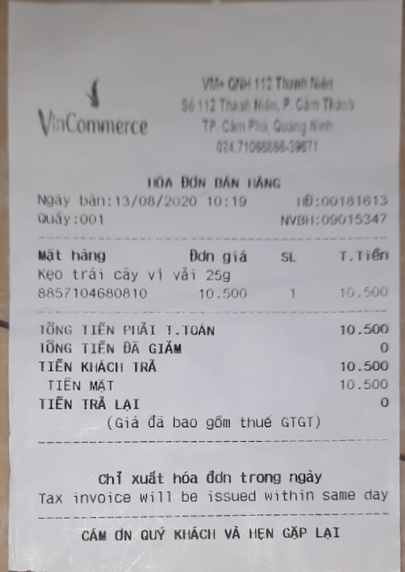 VinCommerce
VM+ QNH 112 Thanh Niên
Số 112 Thanh Niên, P. Cẩm Thành
TP. Cẩm Phả, Quảng Ninh
024.71066866-39671
HÓA ĐƠN BÁN HÀNG
Ngày bán:13/08/2020 10:19 HĐ:00181613
Quầy:001 NVBH:09015347
Mặt hàng Đơn giá SL T.Tiền
Kẹo trái cây vị vải 25g
8857104680810 10.500 1 10.500
TỔNG TIỀN PHẢI T.TOÁN 10.500
TỔNG TIỀN ĐÃ GIẢM 0
TIỀN KHÁCH TRẢ 10.500
TIỀN MẶT 10.500
TIỀN TRẢ LẠI 0
(Giá đã bao gồm thuế GTGT)
Chỉ xuất hóa đơn trong ngày
Tax invoice will be issued within same day
CẢM ƠN QUÝ KHÁCH VÀ HẸN GẶP LẠI